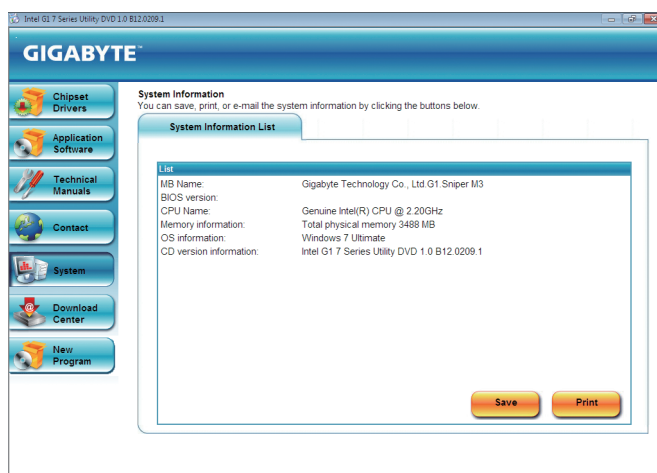 Intel G1 7 Series Utility DVD 1.0 B12.0209.1
GIGABYTE™
Chipset
Drivers
Application
Software
Technical
Manuals
Contact
System
Download
Center
New
Program
System Information
You can save, print, or e-mail the system information by clicking the buttons below.
System Information List
List
MB Name: Gigabyte Technology Co., Ltd.G1.Sniper M3
BIOS version:
CPU Name: Genuine Intel(R) CPU @ 2.20GHz
Memory information: Total physical memory 3488 MB
OS information: Windows 7 Ultimate
CD version information: Intel G1 7 Series Utility DVD 1.0 B12.0209.1
Save Print